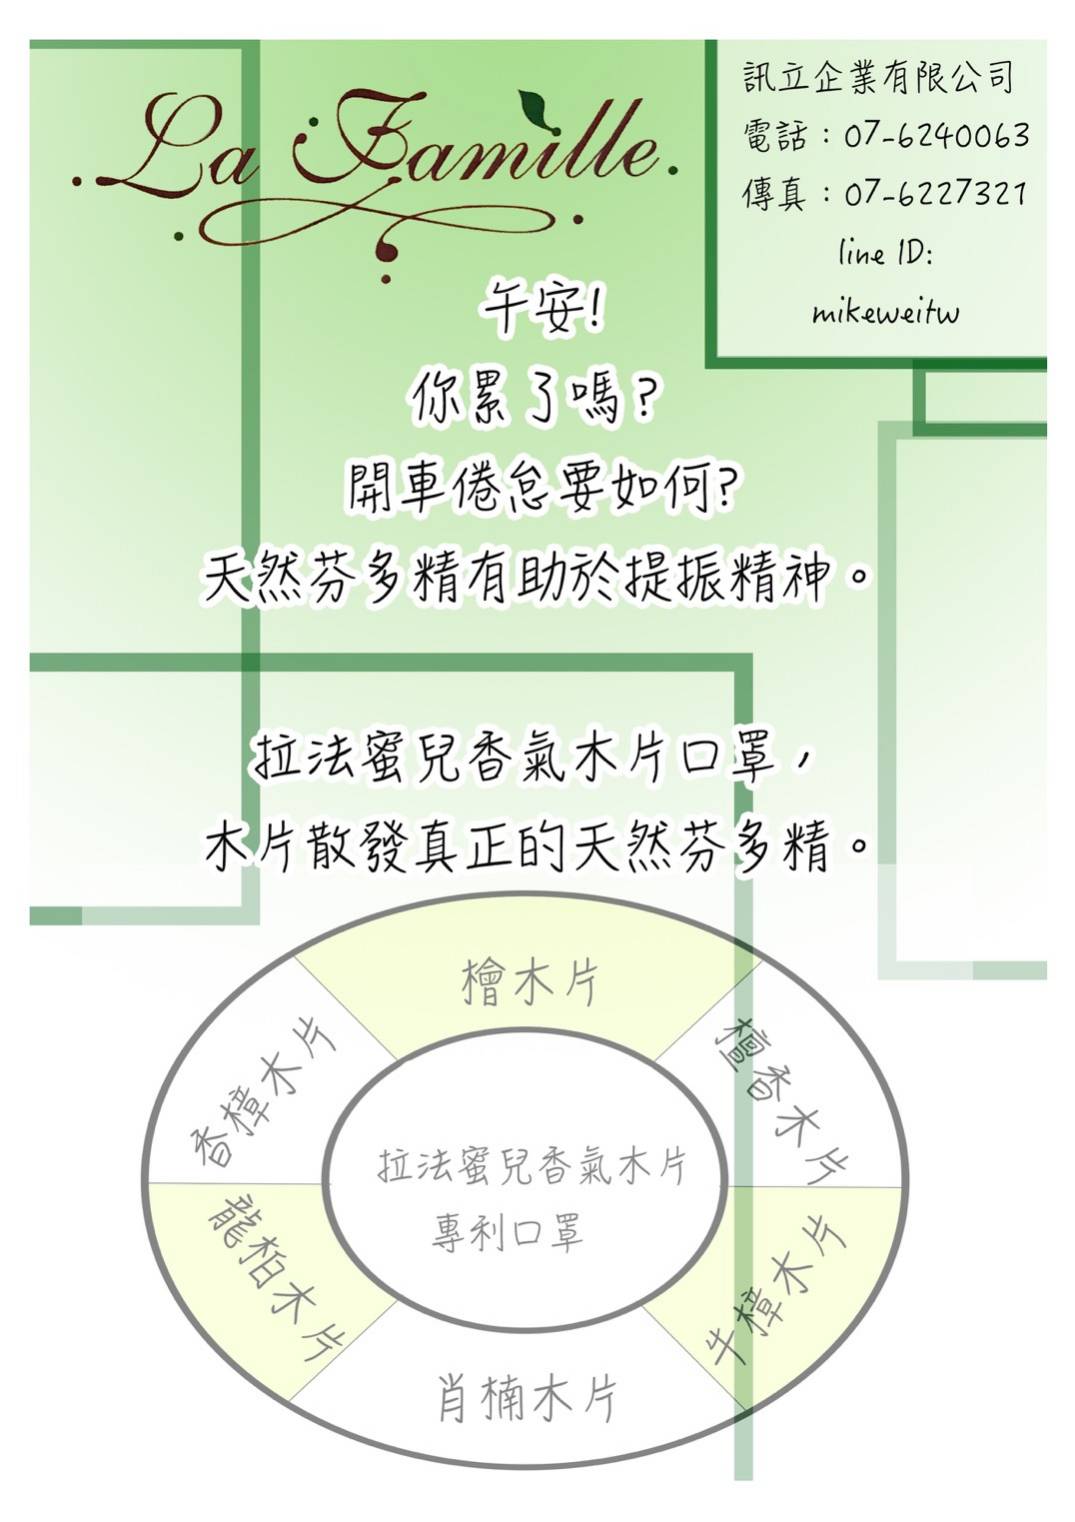 La Famille
訊立企業有限公司
電話：07-6240063
傳真：07-6227321
line ID:
mikeweitw
午安!
你累了嗎?
開車倦怠要如何?
天然芬多精有助於提振精神。
拉法蜜兒香氣木片口罩，
木片散發真正的天然芬多精。
檜木片
檀香木片
牛樟木片
肖楠木片
龍柏木片
香樟木片
拉法蜜兒香氣木片
專利口罩